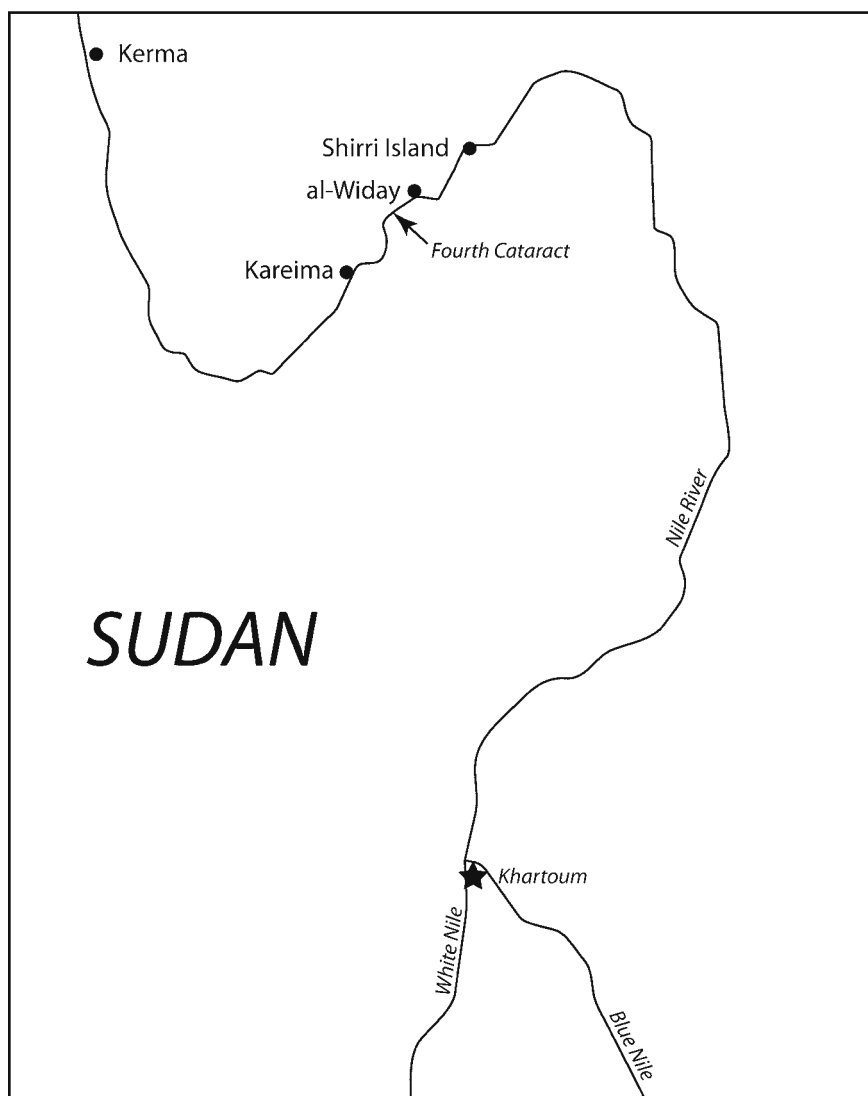 Kerma
Shirri Island
al-Widay
Fourth Cataract
Kareima
Nile River
SUDAN
Khartoum
White Nile
Blue Nile